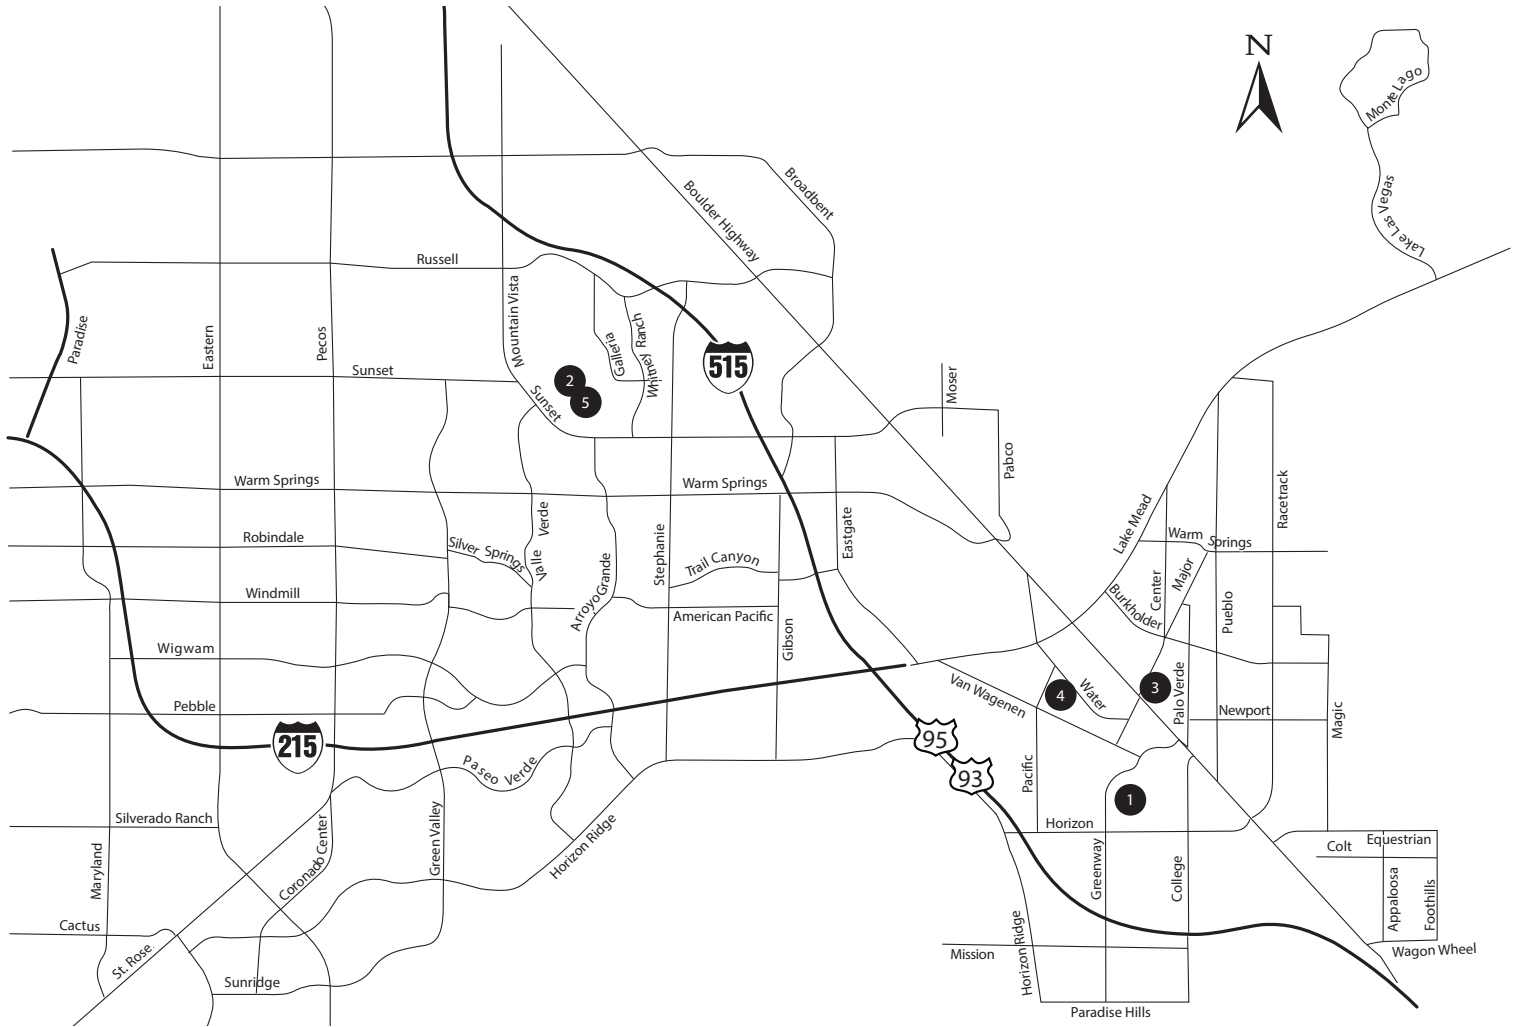 N
Monte Lago
Lake Las Vegas
Broadbent
Boulder Highway
Russell
Mountain Vista
Paradise
Eastern
Pecos
Galleria
Whitney Ranch
515
Sunset
2
5
Sunset
Moser
Pabco
Warm Springs
Warm Springs
Racetrack
Lake Mead
Eastgate
Valle Verde
Stephanie
Robindale
Silver Springs
Trail Canyon
Warm Springs
Major
Center
Burkholder
Pueblo
Windmill
Arroyo Grande
American Pacific
Gibson
Wigwam
Van Wagenen
4
Water
3
Palo Verde
Pebble
Newport
Magic
215
95
93
Paseo Verde
Pacific
1
Silverado Ranch
Horizon
Equestrian
Colt
Maryland
Coronado Center
Green Valley
Horizon Ridge
Greenway
College
Appaloosa
Foothills
Cactus
St. Rose
Sunridge
Mission
Horizon Ridge
Wagon Wheel
Paradise Hills